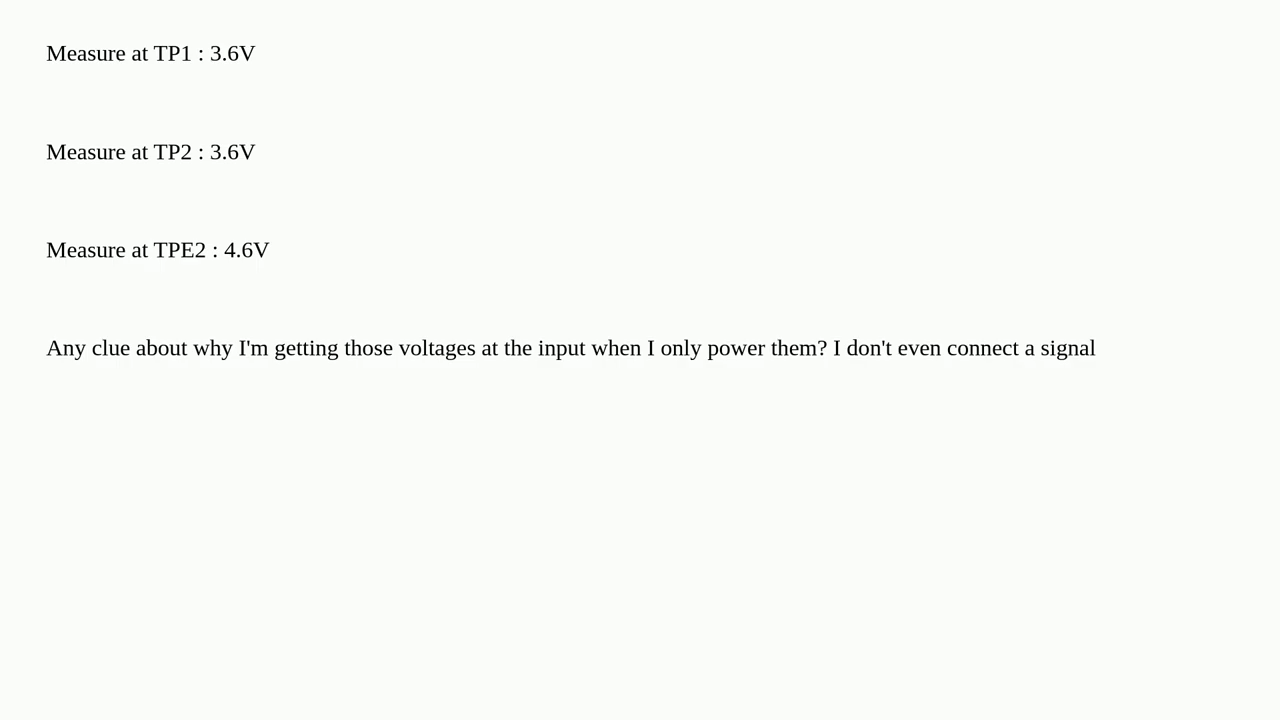 Measure at TP1 : 3.6V
Measure at TP2 : 3.6V
Measure at TPE2 : 4.6V
Any clue about why I'm getting those voltages at the input when I only power them? I don't even connect a signal